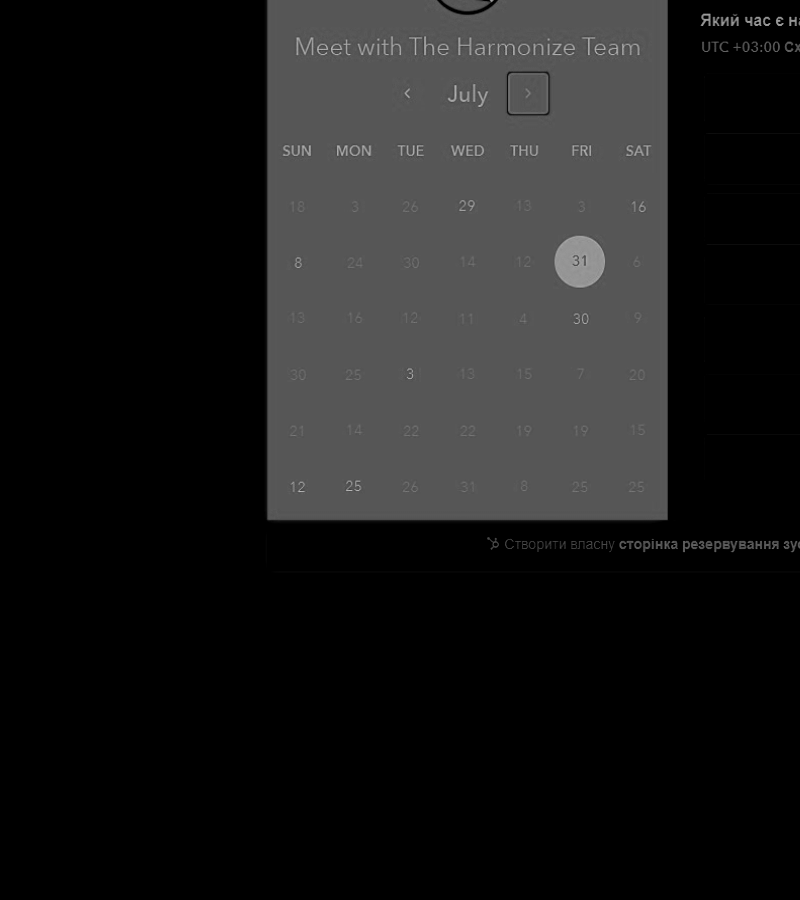 Meet with The Harmonize Team
July
SUN MON TUE WED THU FRI SAT
18 3 26 29 13 3 16
8 24 30 14 12 31 6
13 16 12 11 4 30 9
30 25 3 13 15 7 20
21 14 22 22 19 19 15
12 25 26 31 8 25 25
Який час є
UTC +03:00
Створити власну сторінка резервування